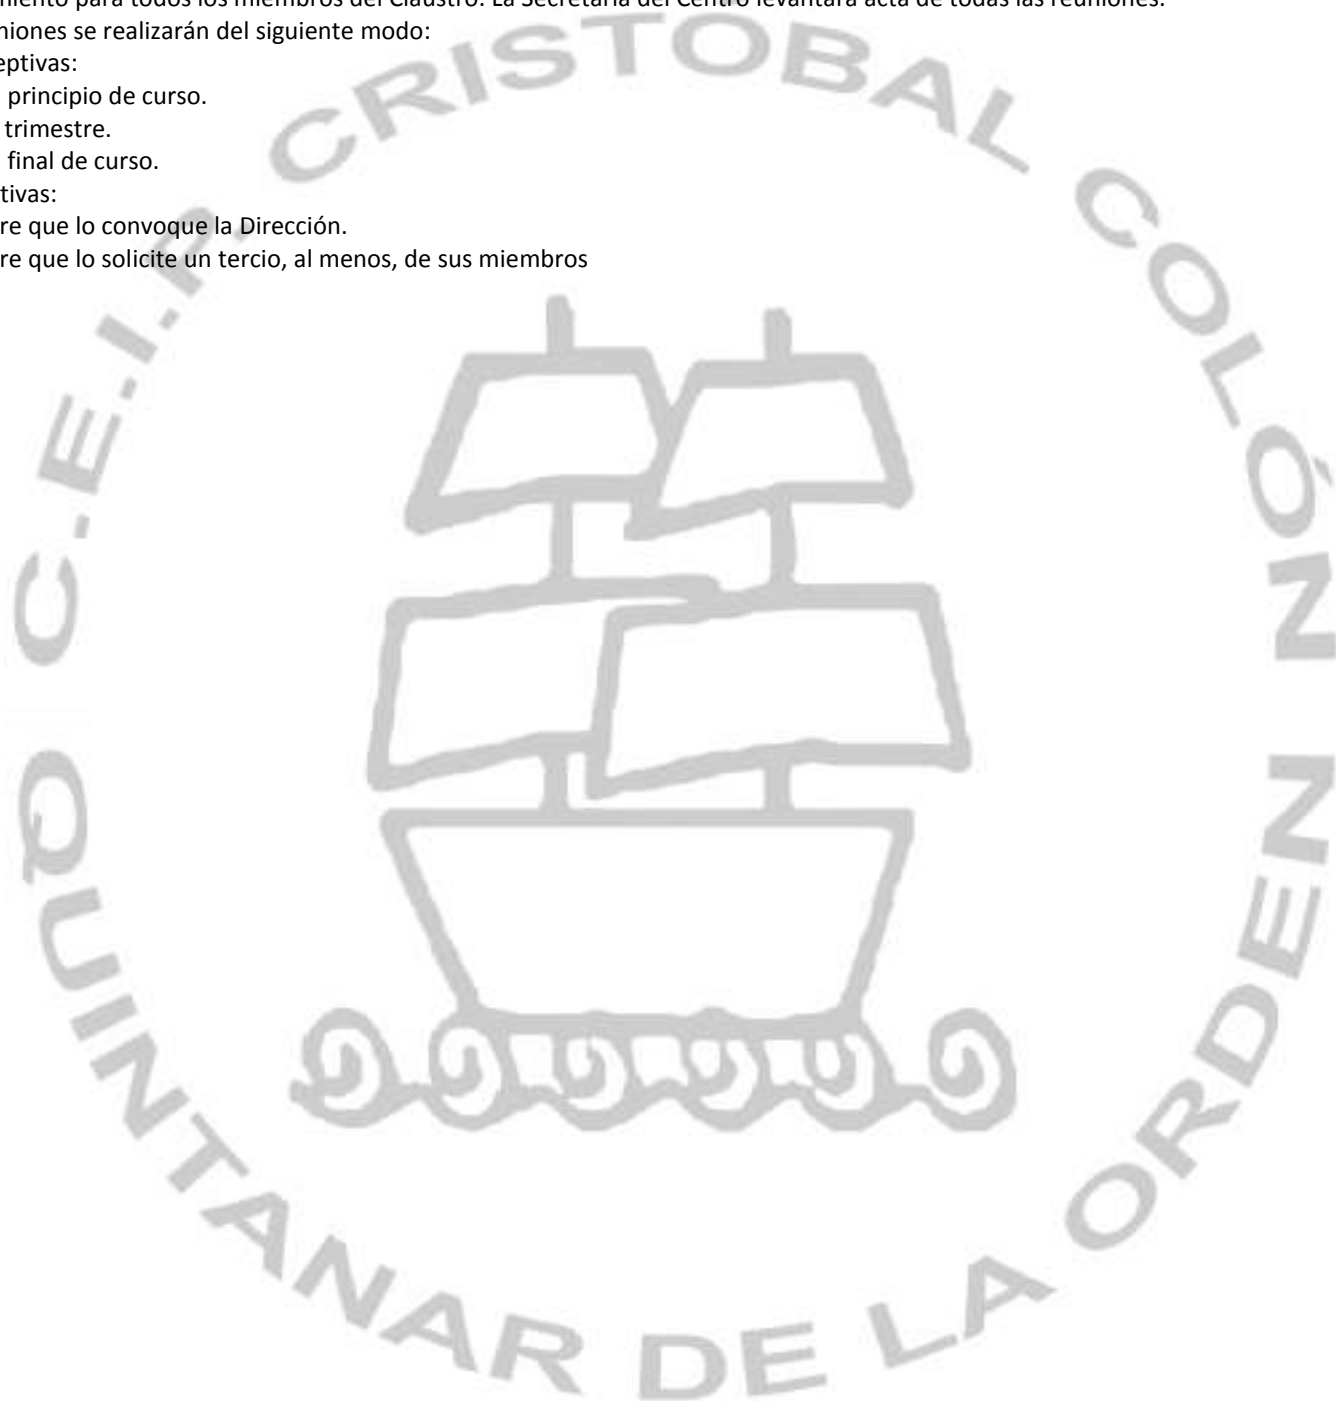 miento para todos los miembros del Claustro. La Secretaria del Centro levantará acta de todas las reuniones.
niones se realizarán del siguiente modo:
eptivas:
principio de curso.
trimestre.
final de curso.
tivas:
re que lo convoque la Dirección.
re que lo solicite un tercio, al menos, de sus miembros
C.E.I.P. CRISTOBAL COLÓN
QUINTANAR DE LA ORDEN